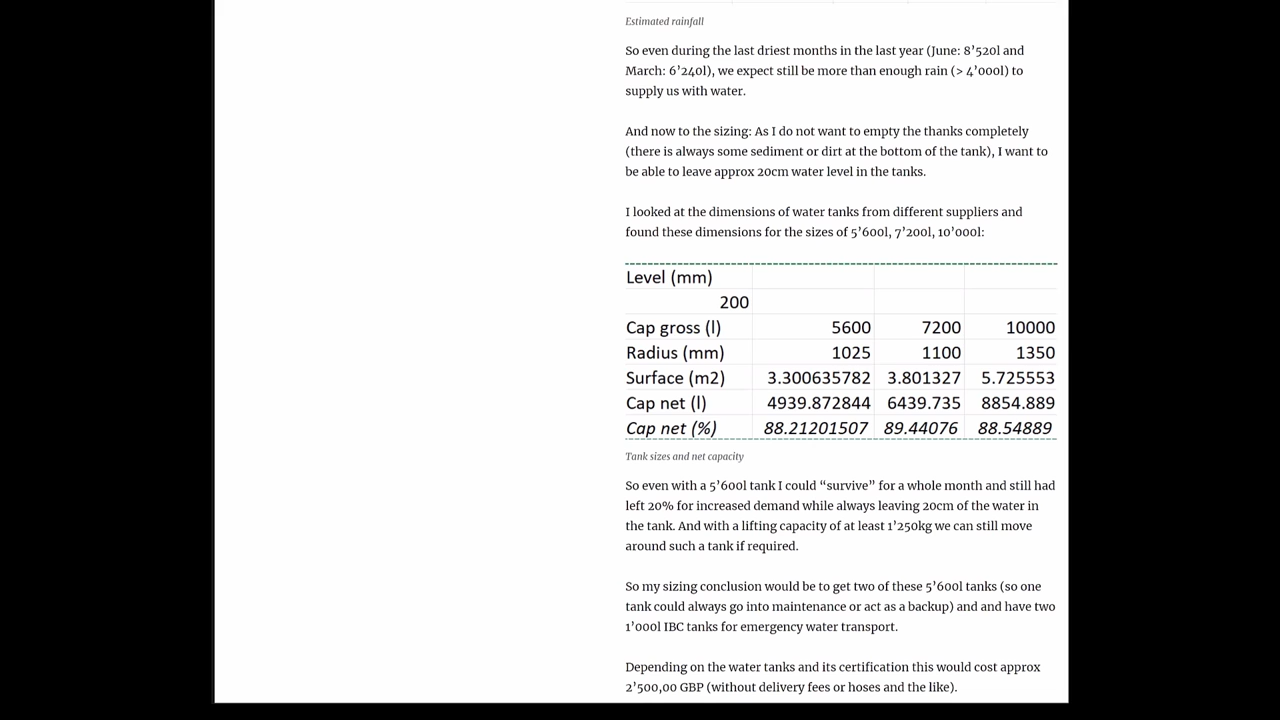 Estimated rainfall
So even during the last driest months in the last year (June: 8’520l and
March: 6’240l), we expect still be more than enough rain (> 4’000l) to
supply us with water.
And now to the sizing: As I do not want to empty the thanks completely
(there is always some sediment or dirt at the bottom of the tank), I want to
be able to leave approx 20cm water level in the tanks.
I looked at the dimensions of water tanks from different suppliers and
found these dimensions for the sizes of 5’600l, 7’200l, 10’000l:
Level (mm)
200
Cap gross (l) 5600 7200 10000
Radius (mm) 1025 1100 1350
Surface (m2) 3.300635782 3.801327 5.725553
Cap net (l) 4939.872844 6439.735 8854.889
Cap net (%) 88.21201507 89.44076 88.54889
Tank sizes and net capacity
So even with a 5’600l tank I could “survive” for a whole month and still had
left 20% for increased demand while always leaving 20cm of the water in
the tank. And with a lifting capacity of at least 1’250kg we can still move
around such a tank if required.
So my sizing conclusion would be to get two of these 5’600l tanks (so one
tank could always go into maintenance or act as a backup) and and have two
1’000l IBC tanks for emergency water transport.
Depending on the water tanks and its certification this would cost approx
2’500,00 GBP (without delivery fees or hoses and the like).